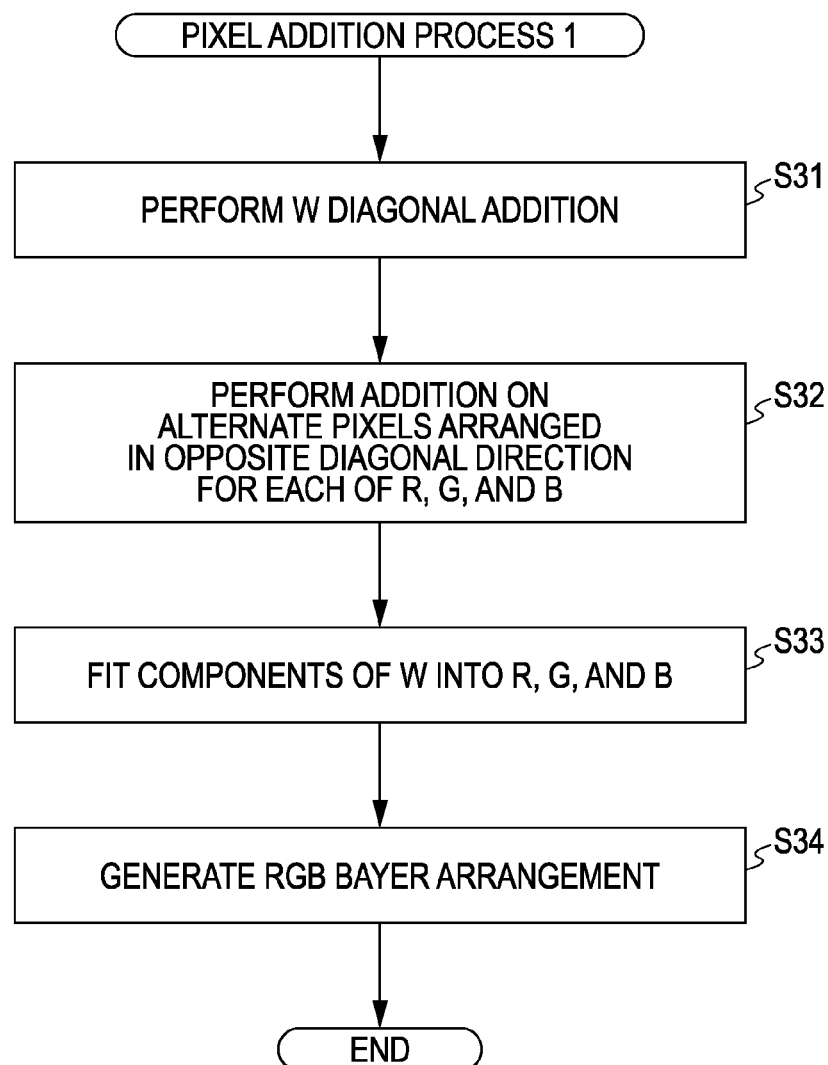 PIXEL ADDITION PROCESS 1
S31
PERFORM W DIAGONAL ADDITION
S32
PERFORM ADDITION ON
ALTERNATE PIXELS ARRANGED
IN OPPOSITE DIAGONAL DIRECTION
FOR EACH OF R, G, AND B
S33
FIT COMPONENTS OF W INTO R, G, AND B
S34
GENERATE RGB BAYER ARRANGEMENT
END